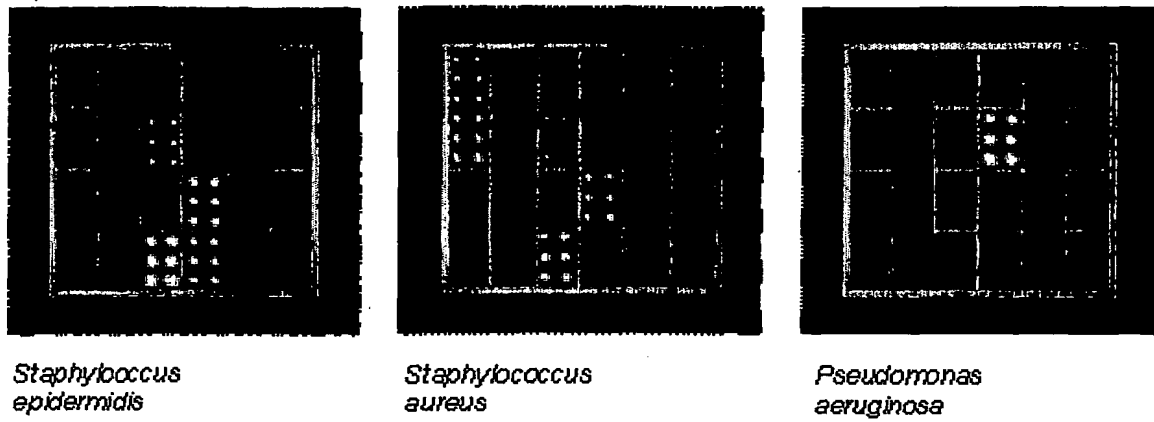 Staphyloccus
epidermidis
Staphylococcus
aureus
Pseudomonas
aeruginosa